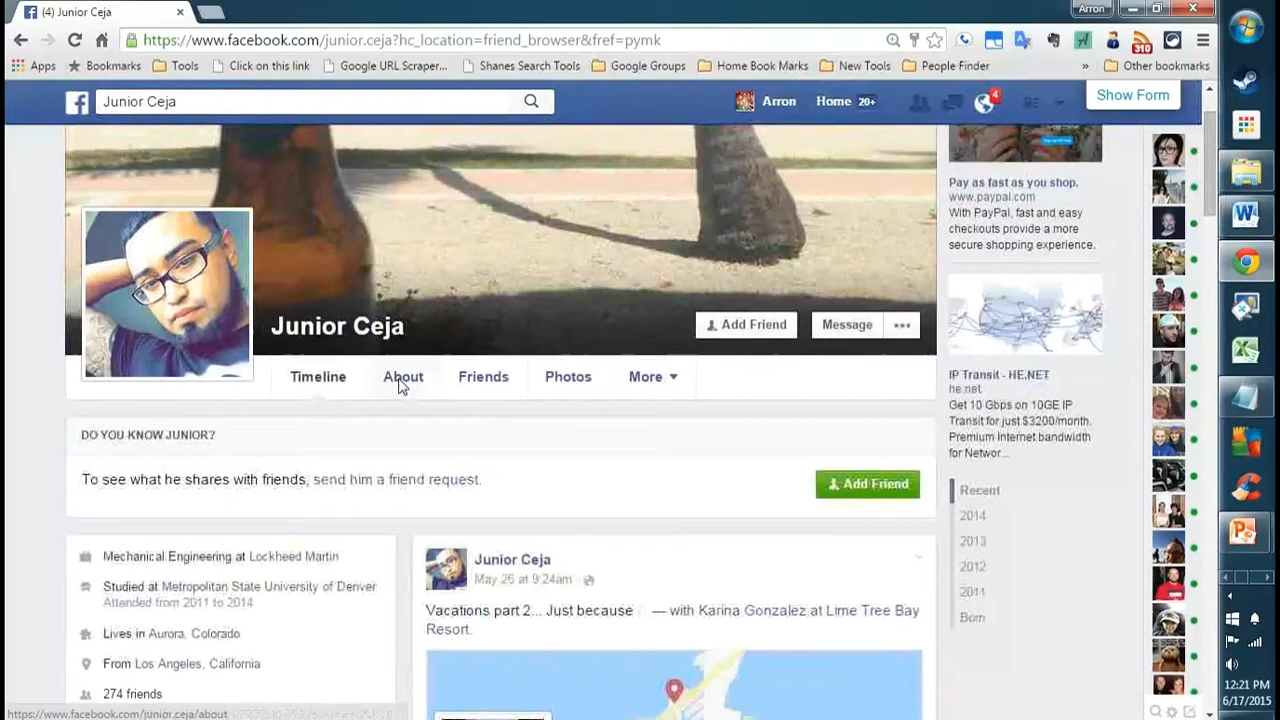 (4) Junior Ceja
Arron
https://www.facebook.com/junior.ceja?hc_location=friend_browser&fref=pymk
310
Apps
Bookmarks
Tools
Click on this link
Google URL Scraper...
Shanes Search Tools
Google Groups
Home Book Marks
New Tools
People Finder
»
Other bookmarks
Junior Ceja
Arron
Home 20+
4
Show Form
Pay as fast as you shop.
www.paypal.com
With PayPal, fast and easy
checkouts provide a more
secure shopping experience.
Junior Ceja
Add Friend
Message
Timeline
About
Friends
Photos
More
IP Transit - HE.NET
he.net
Get 10 Gbps on 10GE IP
Transit for just $3200/month.
Premium Internet bandwidth
for Networ...
DO YOU KNOW JUNIOR?
To see what he shares with friends, send him a friend request.
Add Friend
Recent
2014
2013
2012
2011
Born
Mechanical Engineering at Lockheed Martin
Studied at Metropolitan State University of Denver
Attended from 2011 to 2014
Lives in Aurora, Colorado
From Los Angeles, California
274 friends
Junior Ceja
May 26 at 9:24am
Vacations part 2... Just because — with Karina Gonzalez at Lime Tree Bay
Resort.
https://www.facebook.com/junior.ceja/about
12:21 PM
6/17/2015